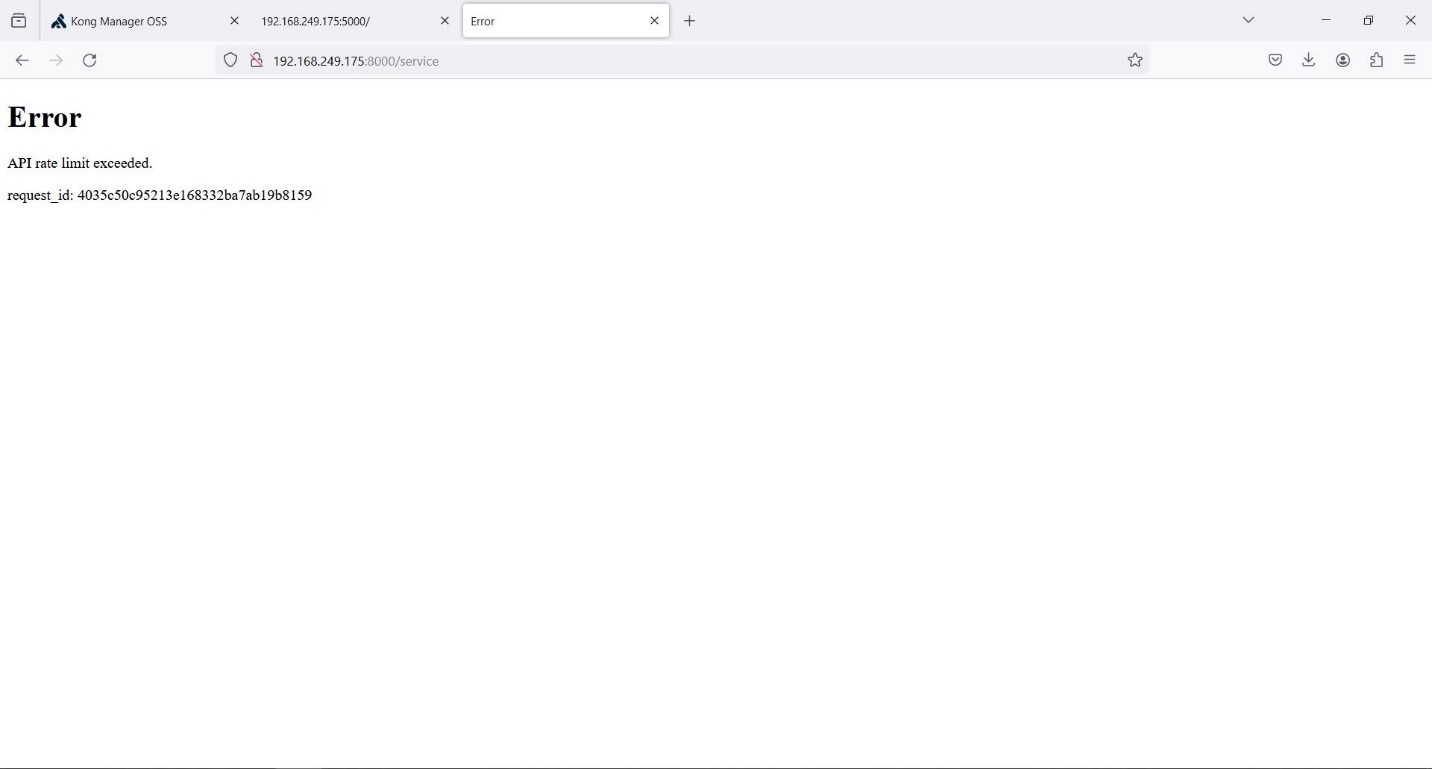 Kong Manager OSS
192.168.249.175:5000/
Error
192.168.249.175:8000/service
Error
API rate limit exceeded.
request_id: 4035c50c95213e168332ba7ab19b8159